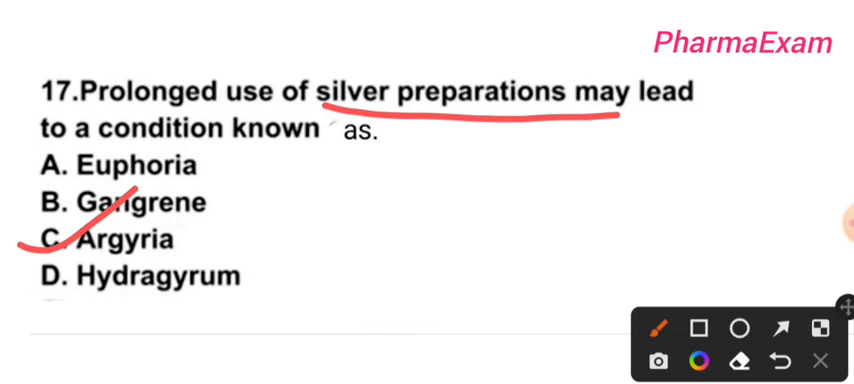 PharmaExam
17.Prolonged use of silver preparations may lead
to a condition known as.
A. Euphoria
B. Gangrene
C. Argyria
D. Hydragyrum